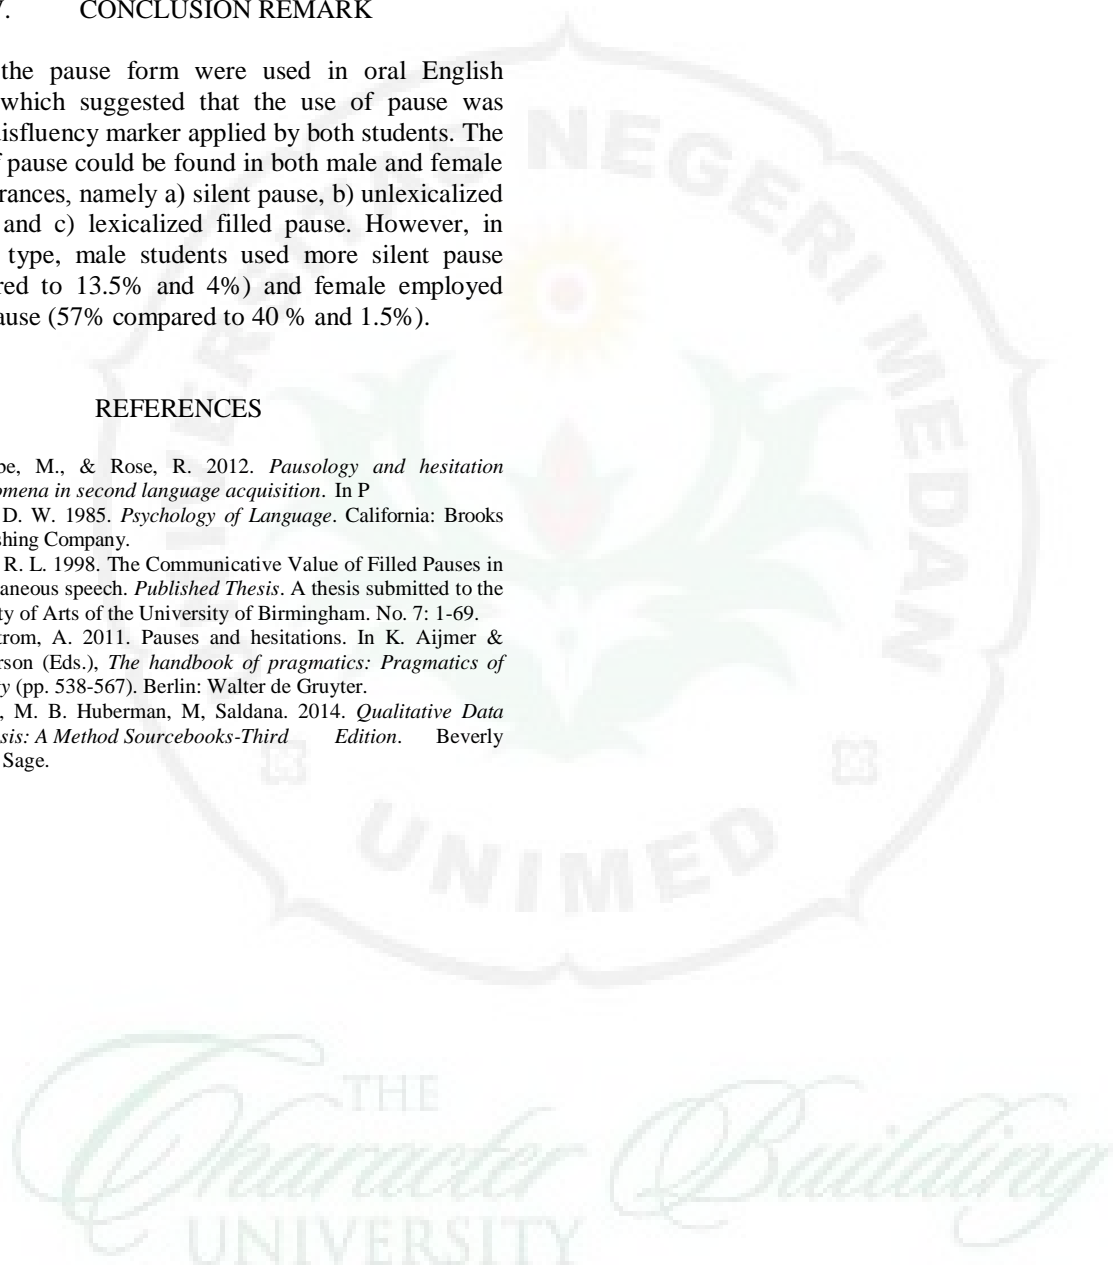 . CONCLUSION REMARK
the pause form were used in oral English
which suggested that the use of pause was
isfluency marker applied by both students. The
f pause could be found in both male and female
rances, namely a) silent pause, b) unlexicalized
and c) lexicalized filled pause. However, in
type, male students used more silent pause
red to 13.5% and 4%) and female employed
ause (57% compared to 40 % and 1.5%).
REFERENCES
be, M., & Rose, R. 2012. Pausology and hesitation
omena in second language acquisition. In P
D. W. 1985. Psychology of Language. California: Brooks
shing Company.
R. L. 1998. The Communicative Value of Filled Pauses in
aneous speech. Published Thesis. A thesis submitted to the
ty of Arts of the University of Birmingham. No. 7: 1-69.
trom, A. 2011. Pauses and hesitations. In K. Aijmer &
rson (Eds.), The handbook of pragmatics: Pragmatics of
y (pp. 538-567). Berlin: Walter de Gruyter.
, M. B. Huberman, M, Saldana. 2014. Qualitative Data
sis: A Method Sourcebooks-Third Edition. Beverly
Sage.
UNIVERSITAS NEGERI MEDAN
UNIMED
THE
Character Building
UNIVERSITY